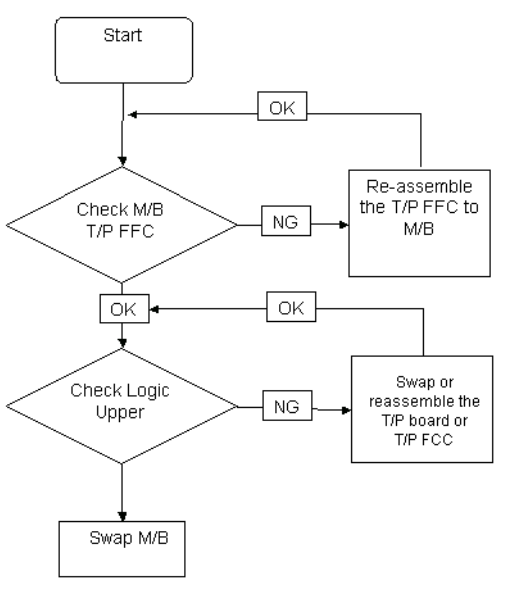 Start
OK
Check M/B
T/P FFC
NG
Re-assemble
the T/P FFC to
M/B
OK
OK
Check Logic
Upper
NG
Swap or
reassemble the
T/P board or
T/P FCC
Swap M/B